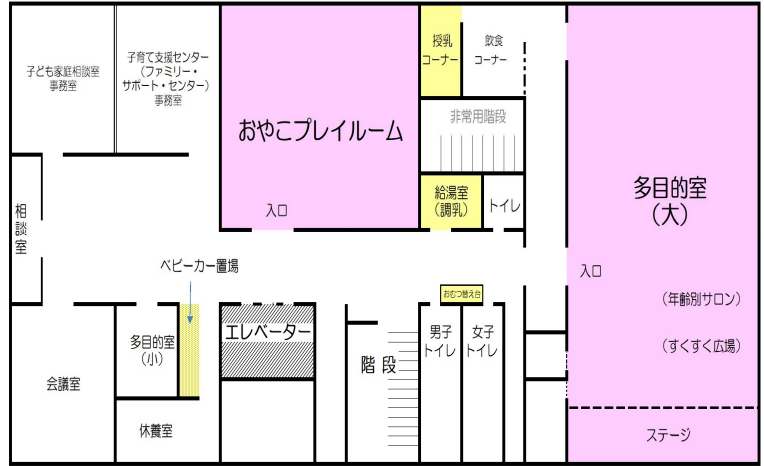 子ども家庭相談室
事務室
子育て支援センター
(ファミリー・
サポート・センター)
事務室
おやこプレイルーム
入口
授乳
コーナー
飲食
コーナー
非常用階段
給湯室
(調乳)
トイレ
多目的室
(大)
入口
(年齢別サロン)
(すくすく広場)
ステージ
相
談
室
ベビーカー置場
多目的室
(小)
会議室
休養室
エレベーター
階段
おむつ替え台
男子
トイレ
女子
トイレ